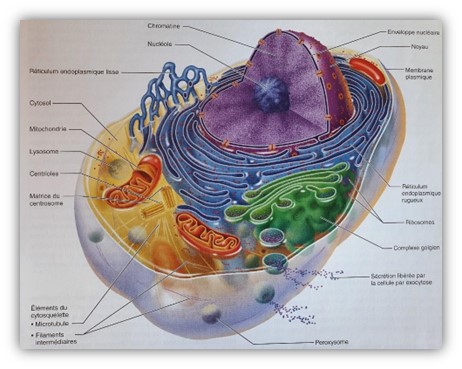 Chromatine
Nucléole
Enveloppe nucléaire
Noyau
Membrane
plasmique
Réticulum endoplasmique lisse
Cytosol
Mitochondrie
Lysosome
Centrioles
Matrice du
centrosome
Réticulum
endoplasmique
rugueux
Ribosomes
Complexe golgien
Sécrétion libérée par
la cellule par exocytose
Éléments du
cytosquelette
• Microtubule
• Filaments
intermédiaires
Peroxysome